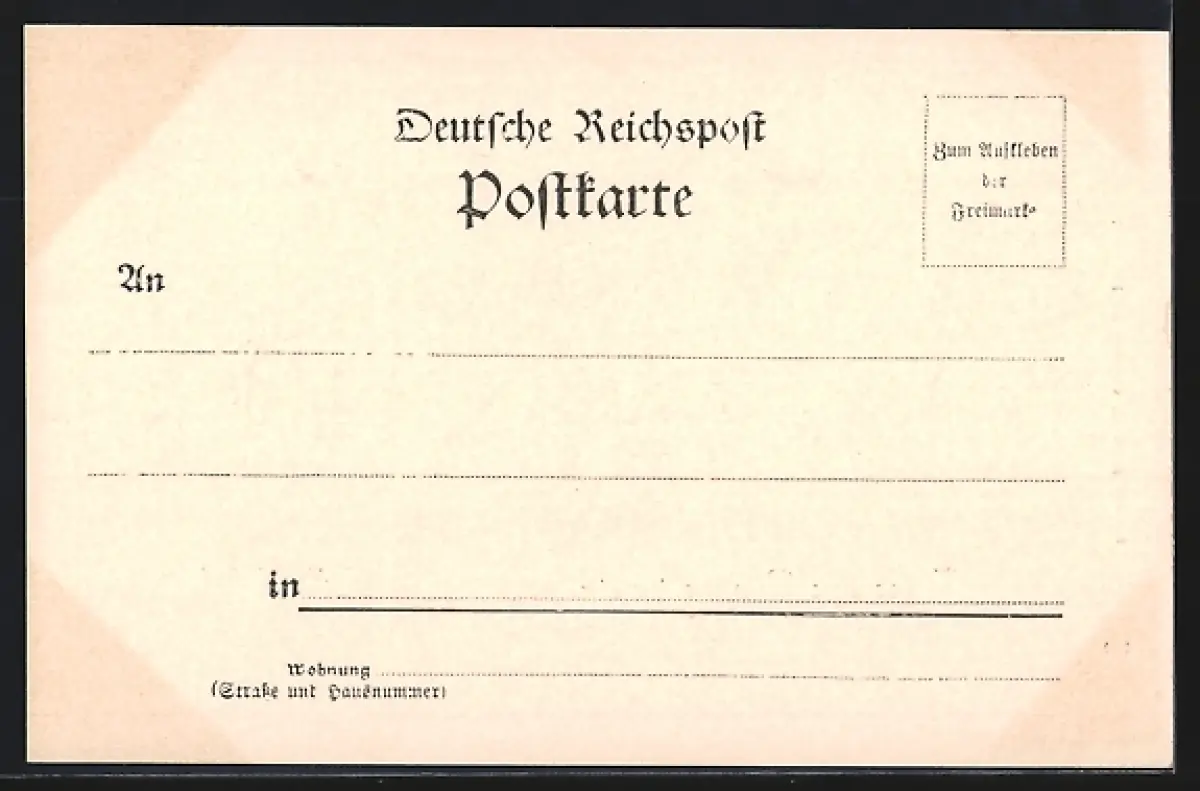 Deutſche Reichspoſt
Poſtkarte
Zum Aufkleben
der
Freimarke
An
in
Wohnung
(Straße und Hausnummer)